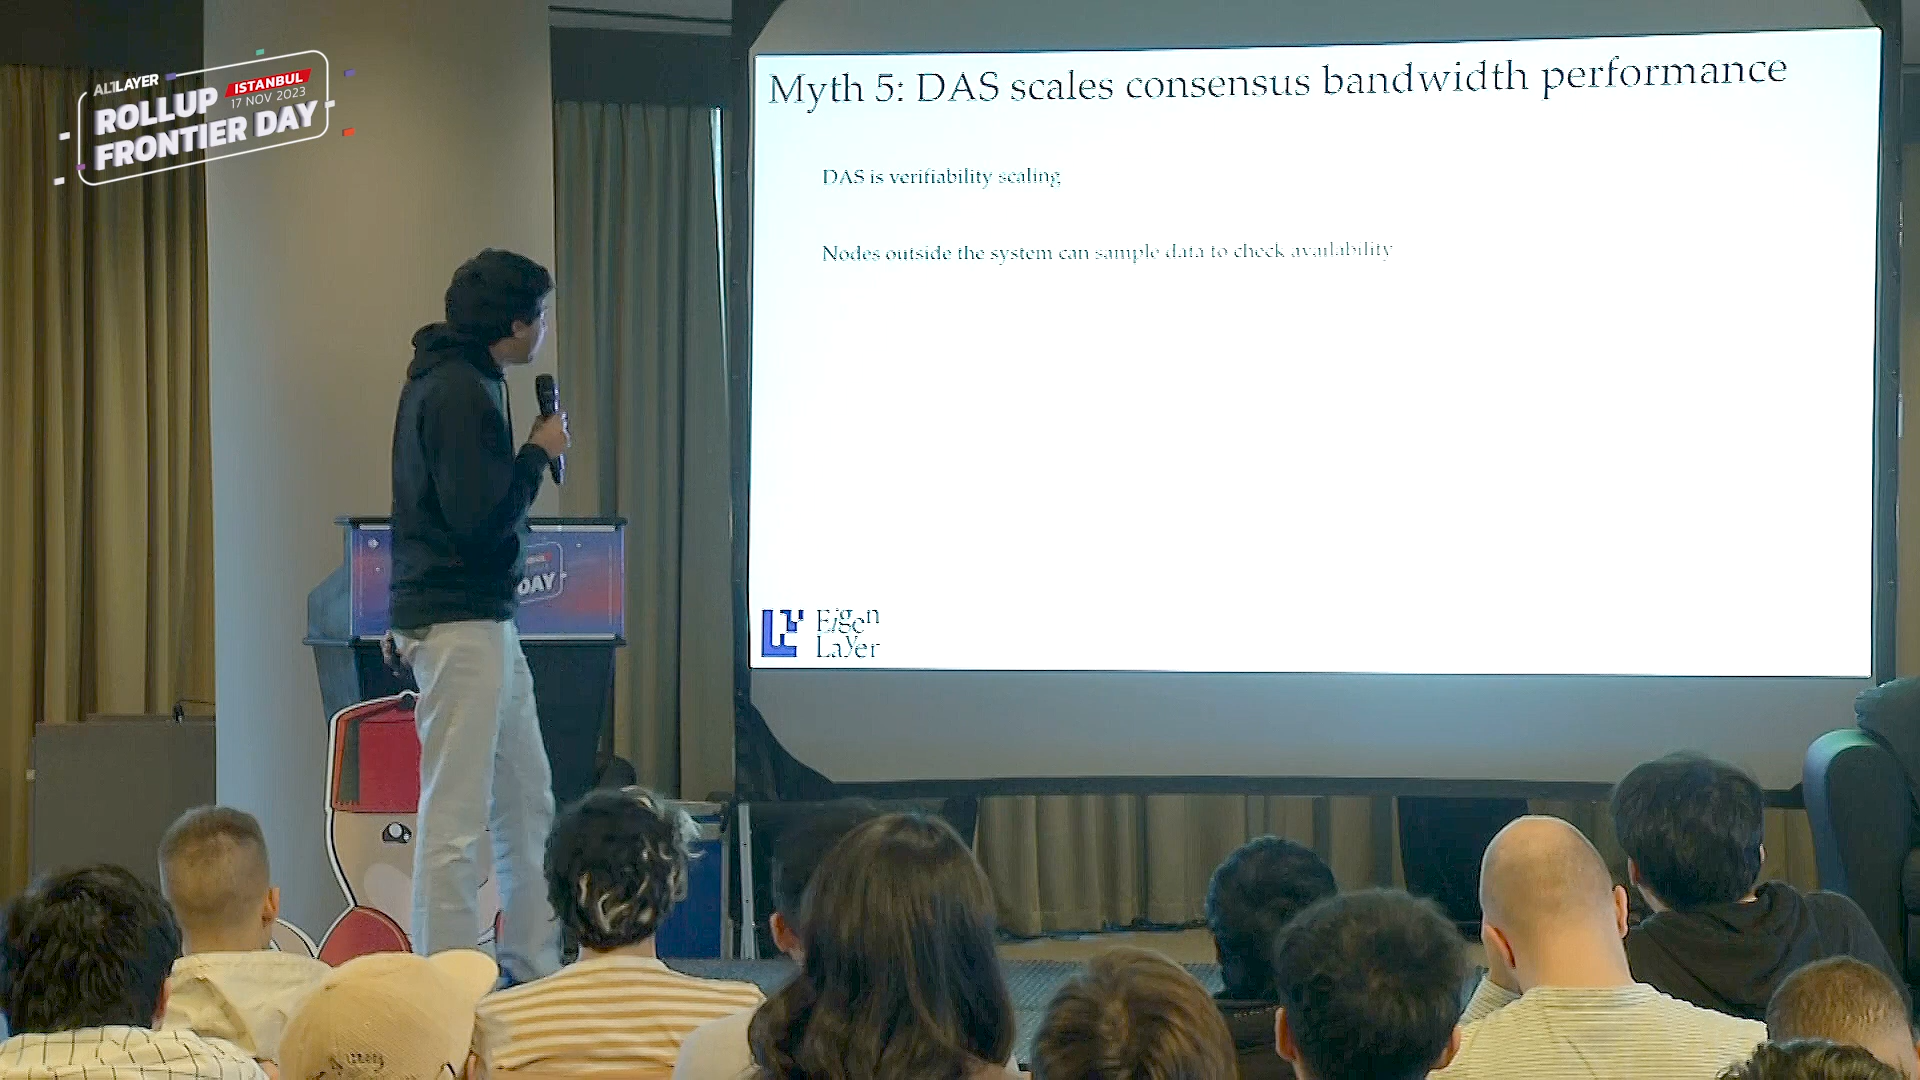 ALTLAYER
ISTANBUL
17 NOV 2023
ROLLUP
FRONTIER DAY
Myth 5: DAS scales consensus bandwidth performance
DAS is verifiability scaling
Nodes outside the system can sample data to check availability
Eigen
Layer
DAY